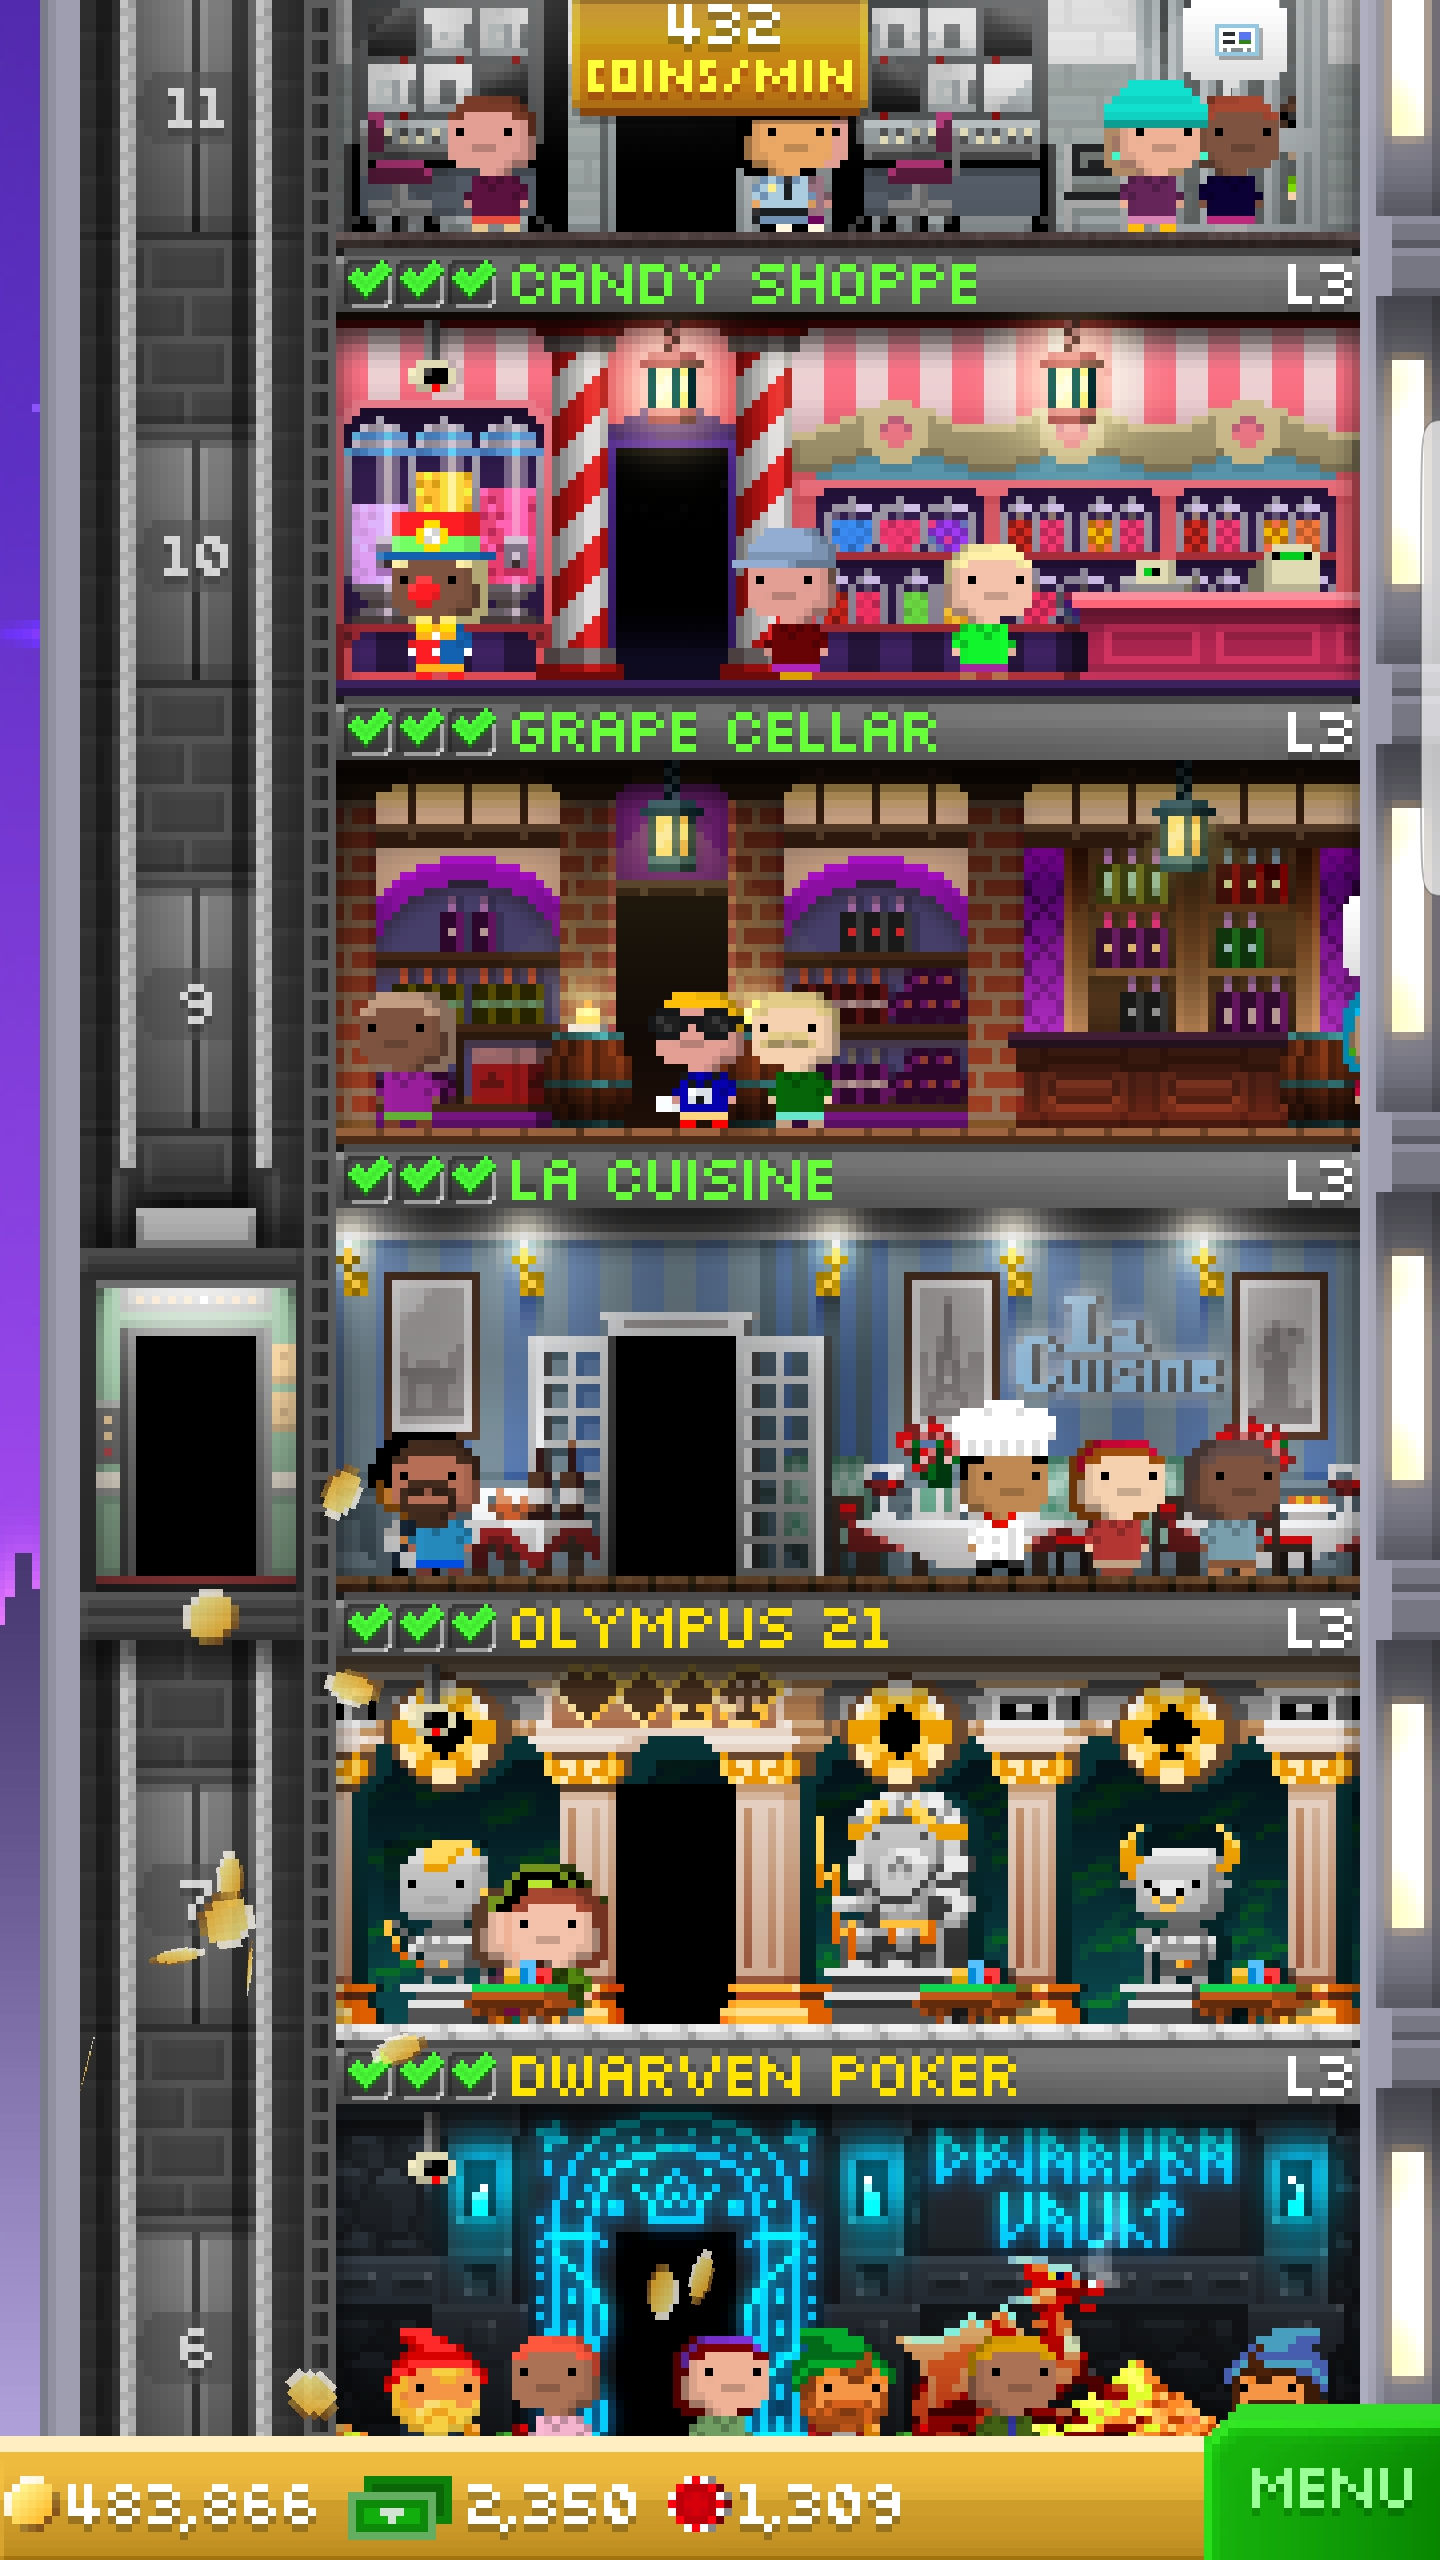 432
COINS/MIN
11
CANDY SHOPPE L3
10
GRAPE CELLAR L3
9
LA CUISINE L3
La
Cuisine
OLYMPUS 21 L3
7
DWARVEN POKER L3
DWARVEN
VAULT
6
483,866 2,350 1,309 MENU